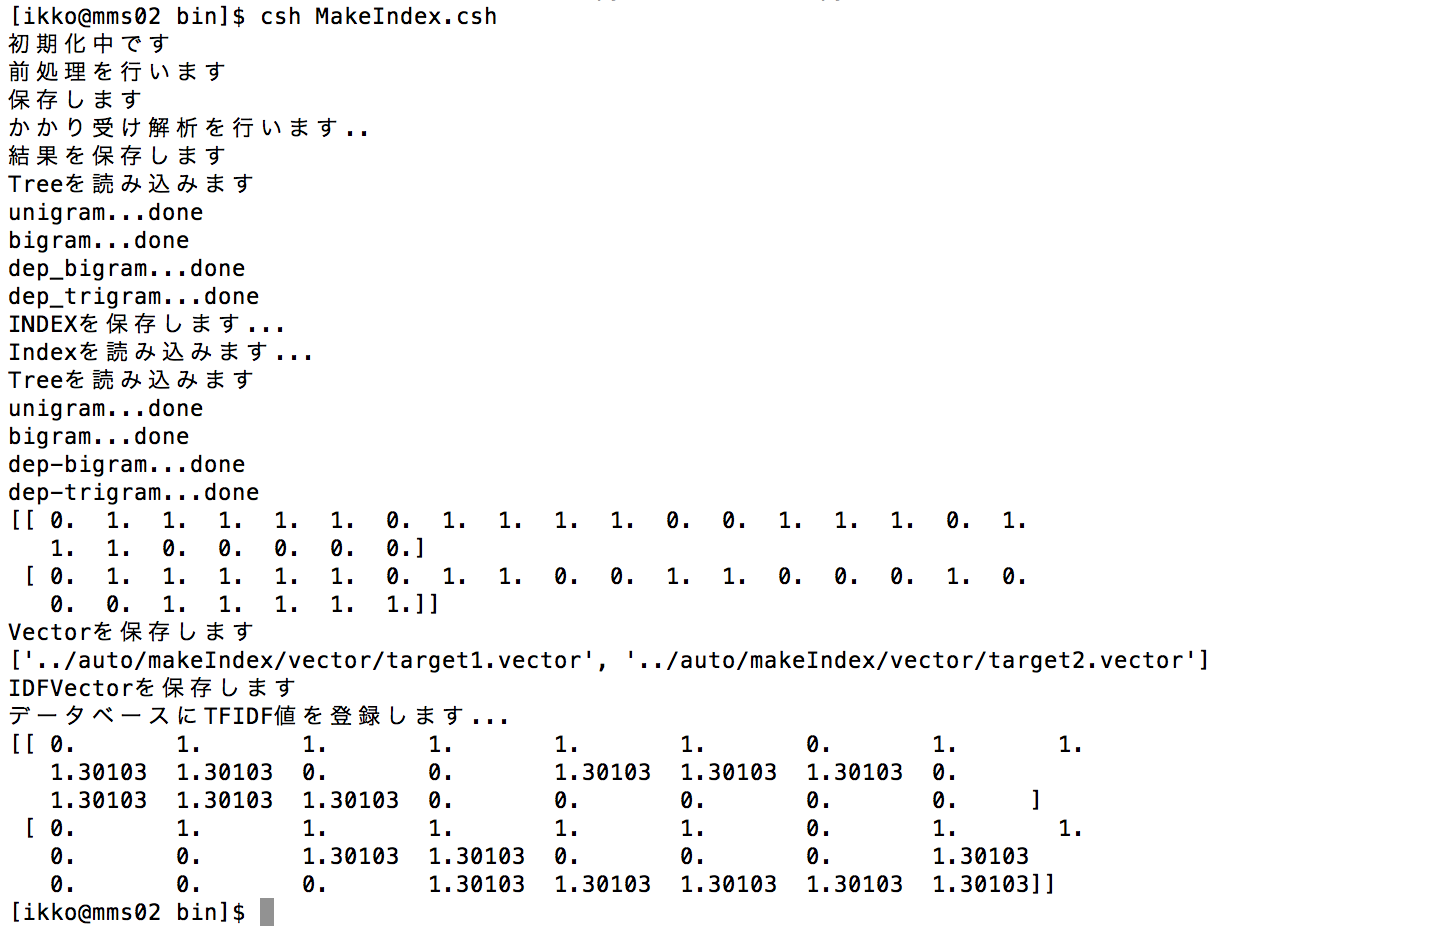 [ikko@mms02 bin]$ csh MakeIndex.csh
初期化中です
前処理を行います
保存します
かかり受け解析を行います..
結果を保存します
Treeを読み込みます
unigram...done
bigram...done
dep_bigram...done
dep_trigram...done
INDEXを保存します...
Indexを読み込みます...
Treeを読み込みます
unigram...done
bigram...done
dep-bigram...done
dep-trigram...done
[[ 0.  1.  1.  1.  1.  1.  0.  1.  1.  1.  1.  0.  0.  1.  1.  1.  0.  1.
   1.  1.  0.  0.  0.  0.  0.]
 [ 0.  1.  1.  1.  1.  1.  0.  1.  1.  0.  0.  1.  1.  0.  0.  0.  1.  0.
   0.  0.  1.  1.  1.  1.  1.]]
Vectorを保存します
['../auto/makeIndex/vector/target1.vector', '../auto/makeIndex/vector/target2.vector']
IDFVectorを保存します
データベースにTFIDF値を登録します...
[[ 0.       1.       1.       1.       1.       1.       0.       1.       1.
   1.30103  1.30103  0.       0.       1.30103  1.30103  1.30103  0.
   1.30103  1.30103  1.30103  0.       0.       0.       0.       0.     ]
 [ 0.       1.       1.       1.       1.       1.       0.       1.       1.
   0.       0.       1.30103  1.30103  0.       0.       0.       1.30103
   0.       0.       0.       1.30103  1.30103  1.30103  1.30103  1.30103]]
[ikko@mms02 bin]$